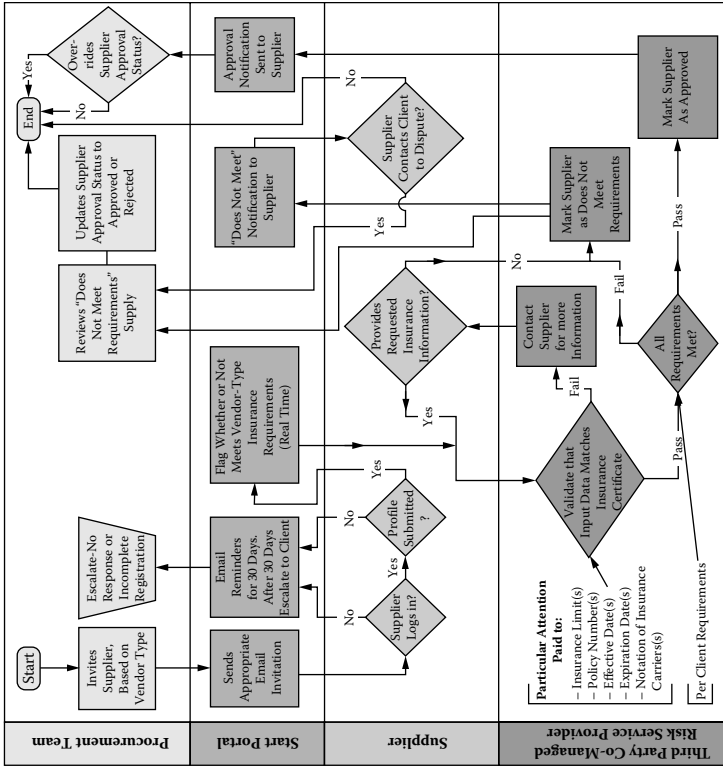 Procurement Team
Start
Invites
Supplier,
Based on
Vendor Type
Escalate-No
Response or
Incomplete
Registration
Reviews “Does
Not Meet
Requirements”
Supply
Updates Supplier
Approval Status to
Approved or
Rejected
End
Yes
No
Over-
rides
Supplier
Approval
Status?
Start Portal
Sends
Appropriate
Email
Invitation
Email
Reminders
for 30 Days.
After 30 Days
Escalate to Client
Flag Whether or Not
Meets Vendor-Type
Insurance
Requirements
(Real Time)
“Does Not Meet”
Notification to
Supplier
Approval
Notification
Sent to
Supplier
Supplier
Supplier
Logs in?
No
Yes
Profile
Submitted
?
No
Yes
Provides
Requested
Insurance
Information?
Yes
No
Supplier
Contacts Client
to Dispute?
Yes
No
Third Party Co-Managed
Risk Service Provider
Particular Attention
Paid to:
– Insurance Limit(s)
– Policy Number(s)
– Effective Date(s)
– Expiration Date(s)
– Notation of Insurance
Carriers(s)
Per Client Requirements
Validate that
Input Data Matches
Insurance
Certificate
Fail
Pass
Contact
Supplier
for more
Information
All
Requirements
Met?
Fail
Pass
Mark Supplier
as Does Not
Meet
Requirements
Mark Supplier
As Approved